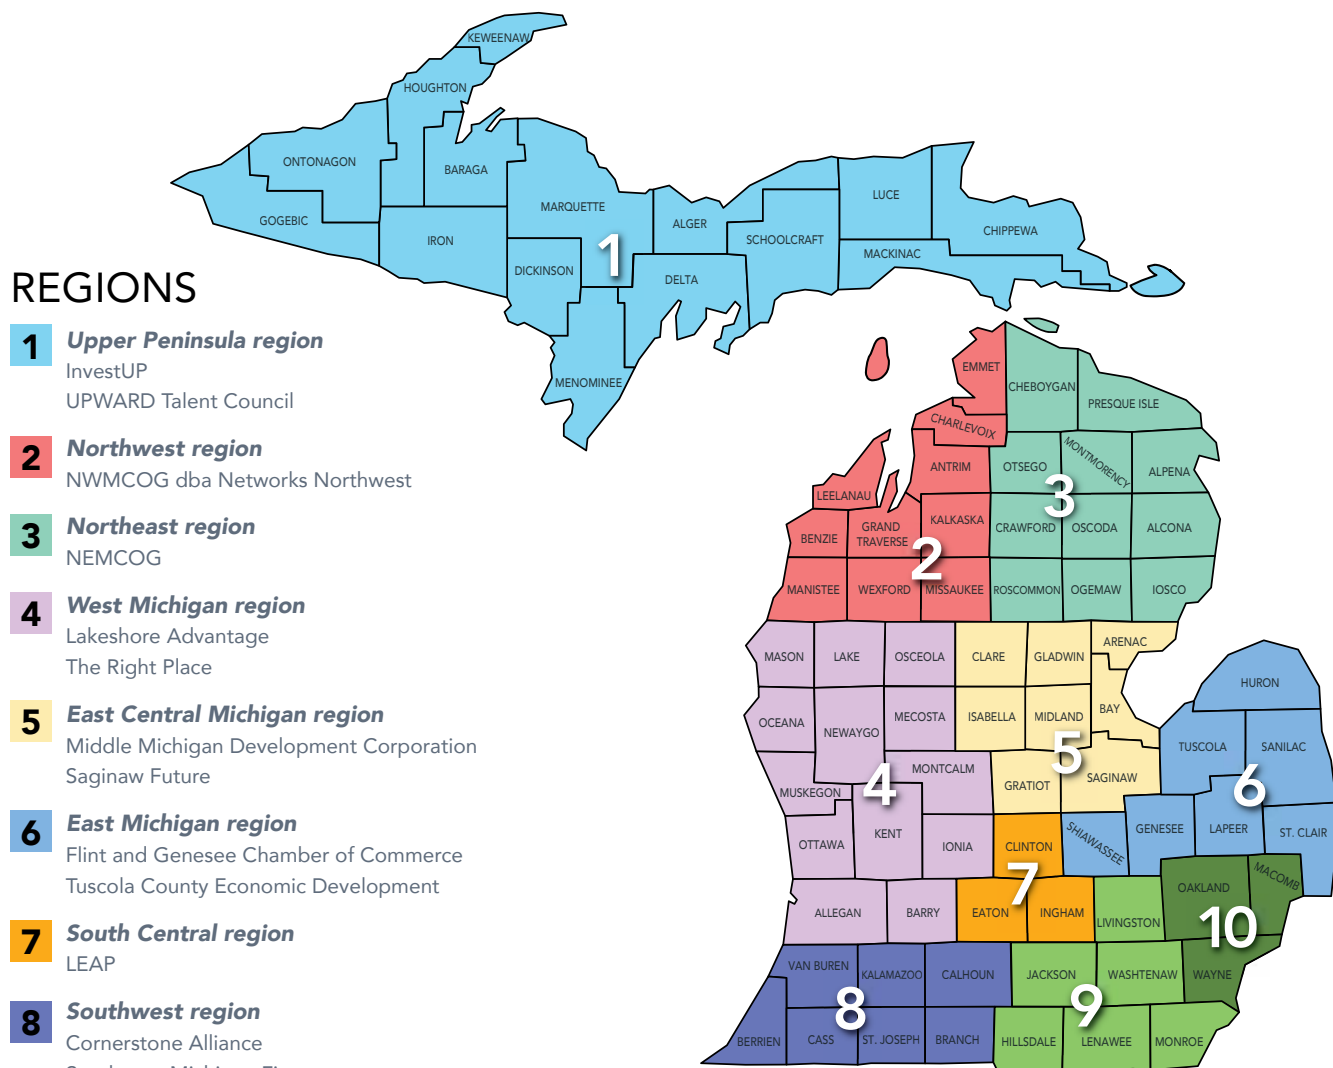 KEWEENAW
HOUGHTON
ONTONAGON
BARAGA
GOGEBIC
IRON
MARQUETTE
DICKINSON
1
ALGER
DELTA
MENOMINEE
SCHOOLCRAFT
LUCE
MACKINAC
CHIPPEWA
REGIONS
1 Upper Peninsula region
InvestUP
UPWARD Talent Council
2 Northwest region
NWMCOG dba Networks Northwest
3 Northeast region
NEMCOG
4 West Michigan region
Lakeshore Advantage
The Right Place
5 East Central Michigan region
Middle Michigan Development Corporation
Saginaw Future
6 East Michigan region
Flint and Genesee Chamber of Commerce
Tuscola County Economic Development
7 South Central region
LEAP
8 Southwest region
Cornerstone Alliance
EMMET
CHEBOYGAN
PRESQUE ISLE
CHARLEVOIX
ANTRIM
OTSEGO
MONTMORENCY
ALPENA
LEELANAU
3
BENZIE
GRAND
TRAVERSE
KALKASKA
CRAWFORD
OSCODA
ALCONA
2
MANISTEE
WEXFORD
MISSAUKEE
ROSCOMMON
OGEMAW
IOSCO
MASON
LAKE
OSCEOLA
CLARE
GLADWIN
ARENAC
HURON
OCEANA
NEWAYGO
MECOSTA
ISABELLA
MIDLAND
BAY
TUSCOLA
SANILAC
5
MUSKEGON
4
MONTCALM
GRATIOT
SAGINAW
6
OTTAWA
KENT
IONIA
CLINTON
SHIAWASSEE
GENESEE
LAPEER
ST. CLAIR
7
ALLEGAN
BARRY
EATON
INGHAM
LIVINGSTON
OAKLAND
MACOMB
10
VAN BUREN
KALAMAZOO
CALHOUN
JACKSON
WASHTENAW
WAYNE
8
9
BERRIEN
CASS
ST. JOSEPH
BRANCH
HILLSDALE
LENAWEE
MONROE